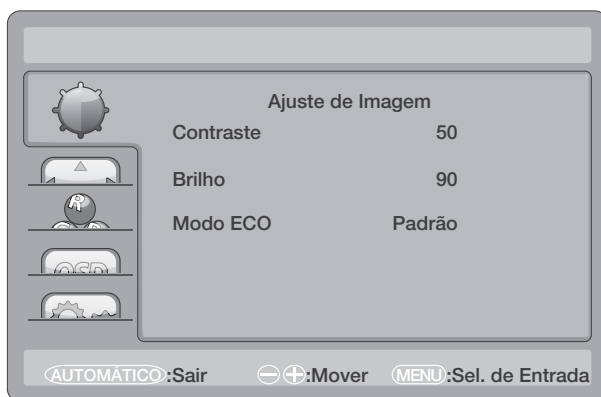 Ajuste de Imagem
Contraste 50
Brilho 90
Modo ECO Padrão
R
OSD
AUTOMÁTICO:Sair :Mover MENU:Sel. de Entrada